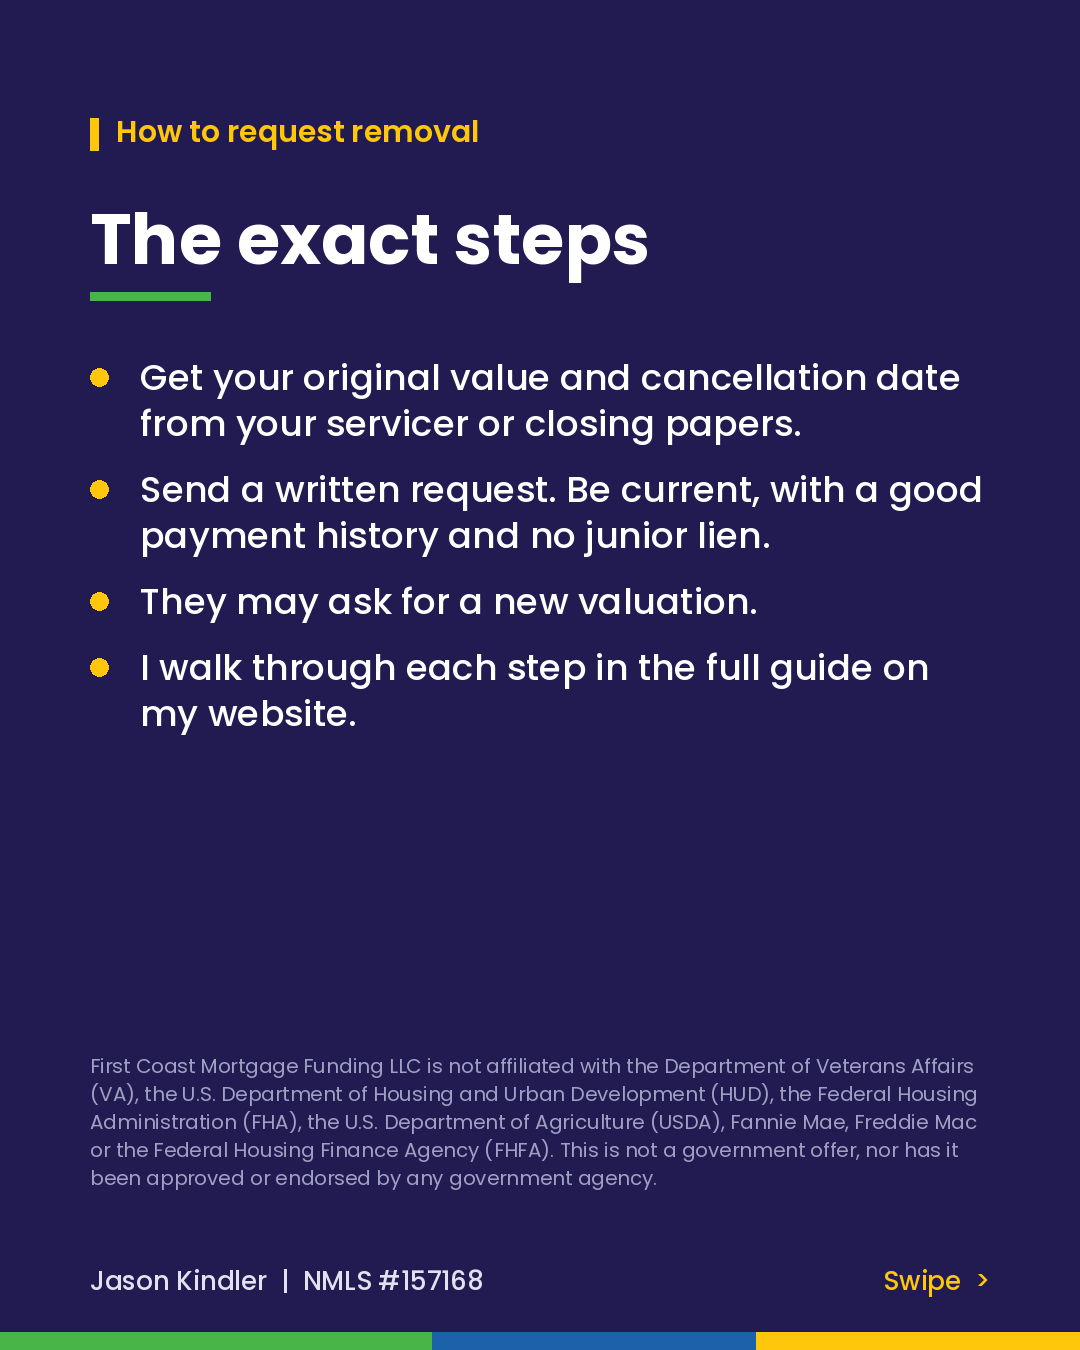 How to request removal
The exact steps
Get your original value and cancellation date
from your servicer or closing papers.
Send a written request. Be current, with a good
payment history and no junior lien.
They may ask for a new valuation.
I walk through each step in the full guide on
my website.
First Coast Mortgage Funding LLC is not affiliated with the Department of Veterans Affairs
(VA), the U.S. Department of Housing and Urban Development (HUD), the Federal Housing
Administration (FHA), the U.S. Department of Agriculture (USDA), Fannie Mae, Freddie Mac
or the Federal Housing Finance Agency (FHFA). This is not a government offer, nor has it
been approved or endorsed by any government agency.
Jason Kindler | NMLS #157168
Swipe >